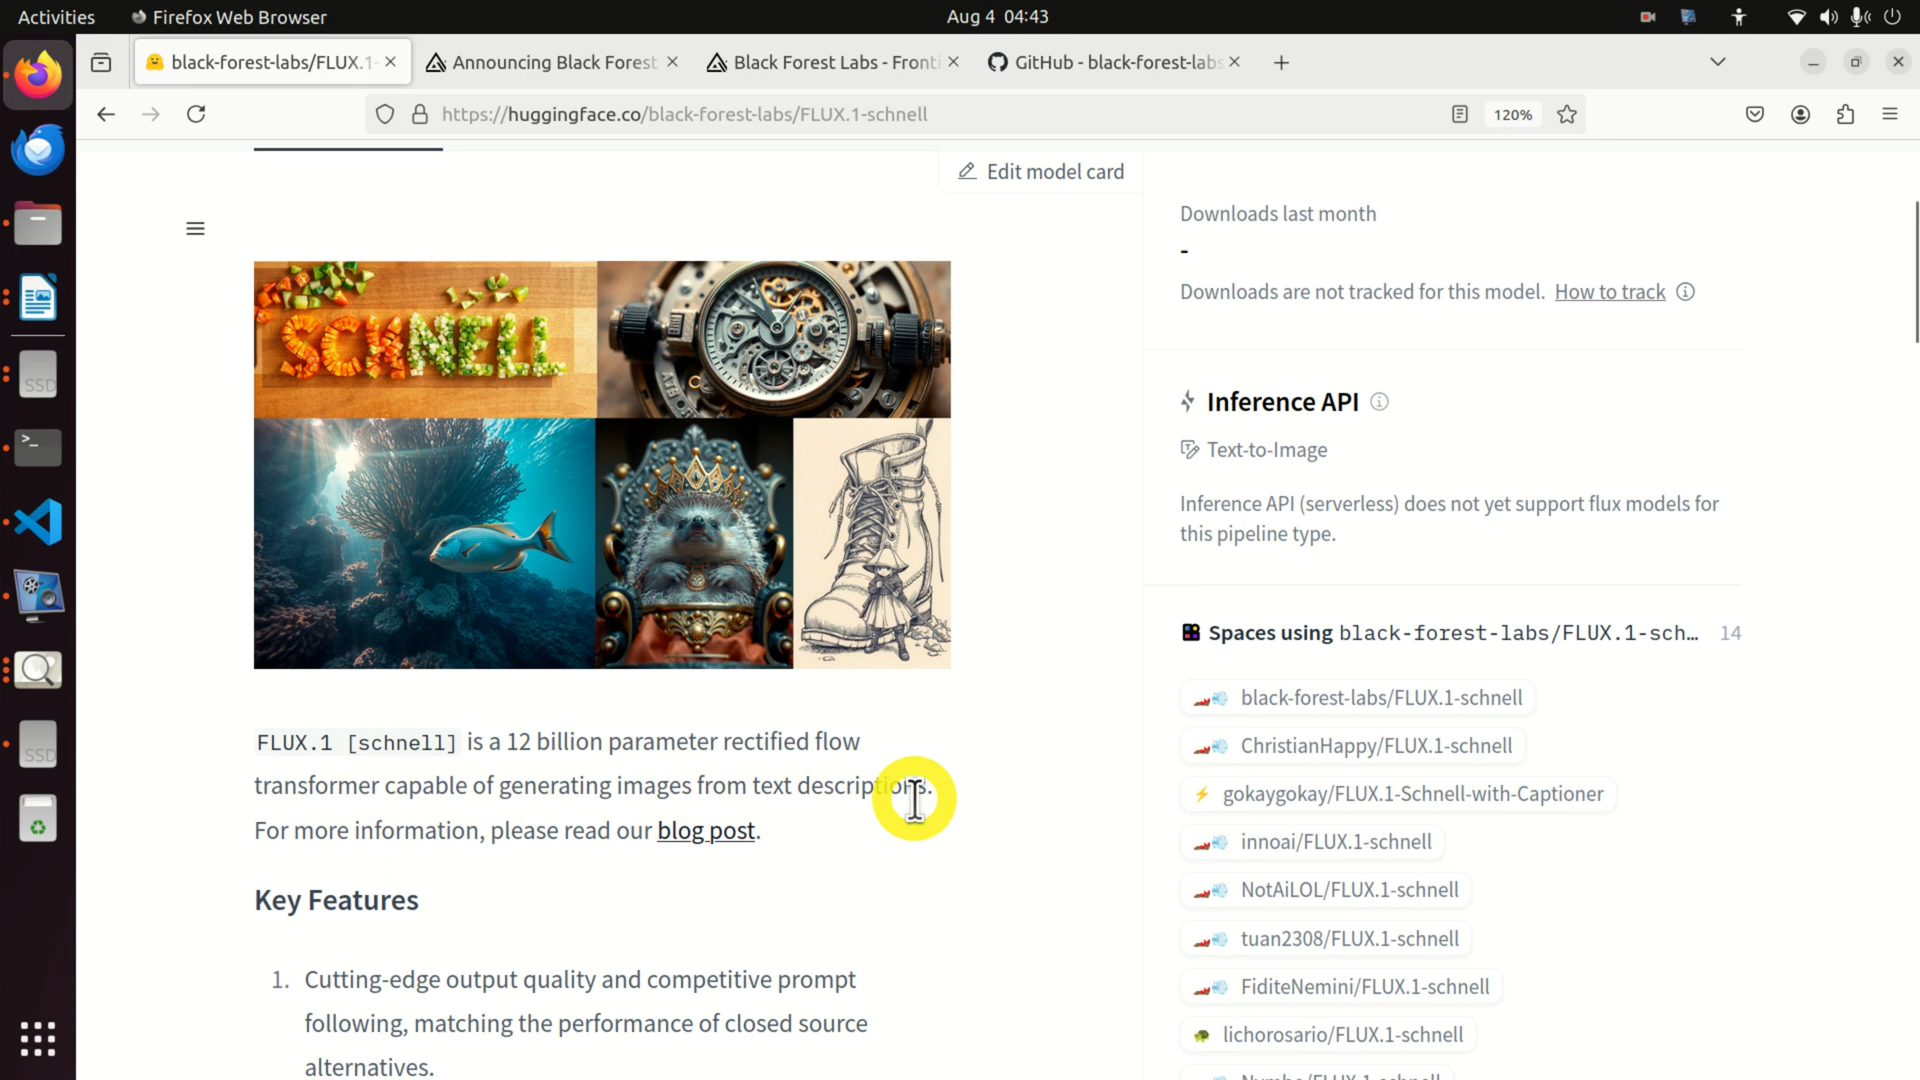 Activities
Firefox Web Browser
Aug 4 04:43
black-forest-labs/FLUX.1-
Announcing Black Forest
Black Forest Labs - Fronti
GitHub - black-forest-labs
https://huggingface.co/black-forest-labs/FLUX.1-schnell
120%
Edit model card
SCHNELL
FLUX.1 [schnell] is a 12 billion parameter rectified flow
transformer capable of generating images from text descriptions.
For more information, please read our blog post.
Key Features
1. Cutting-edge output quality and competitive prompt
following, matching the performance of closed source
alternatives.
Downloads last month
-
Downloads are not tracked for this model. How to track
Inference API
Text-to-Image
Inference API (serverless) does not yet support flux models for
this pipeline type.
Spaces using black-forest-labs/FLUX.1-sch… 14
black-forest-labs/FLUX.1-schnell
ChristianHappy/FLUX.1-schnell
gokaygokay/FLUX.1-Schnell-with-Captioner
innoai/FLUX.1-schnell
NotAiLOL/FLUX.1-schnell
tuan2308/FLUX.1-schnell
FiditeNemini/FLUX.1-schnell
lichorosario/FLUX.1-schnell
SSD
SSD